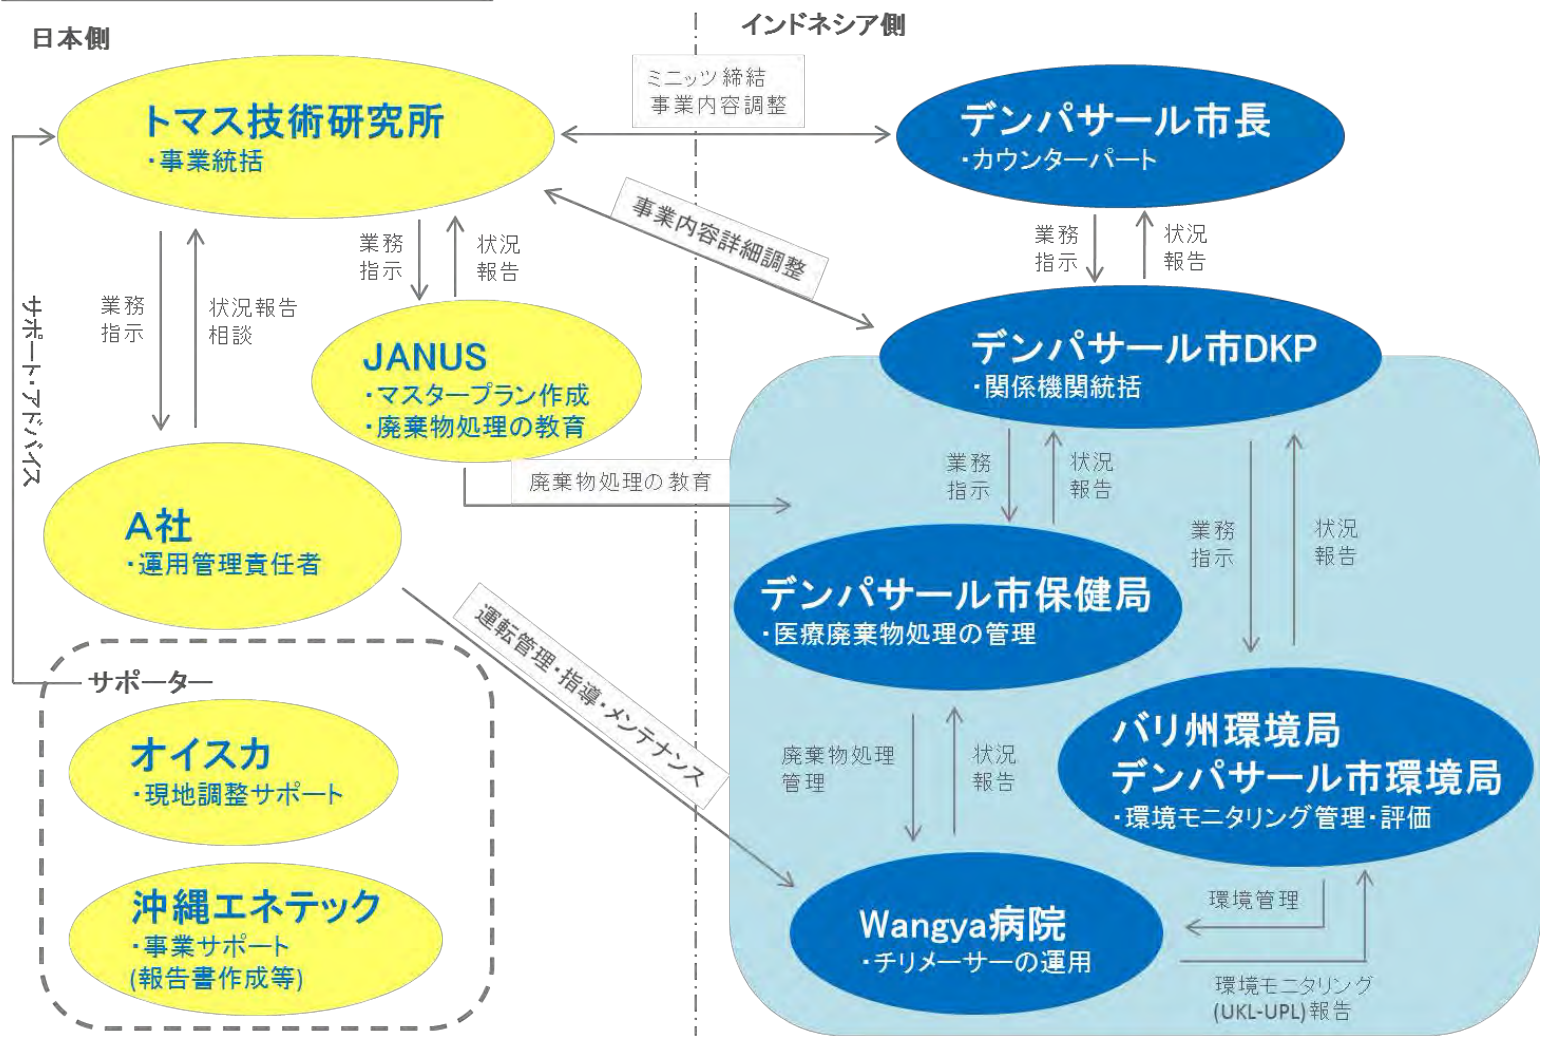 日本側
インドネシア側
トマス技術研究所
・事業統括
ミニッツ締結
事業内容調整
デンパサール市長
・カウンターパート
業務
指示
状況
報告
事業内容詳細調整
業務
指示
状況
報告
サポート・アドバイス
業務
指示
状況報告
相談
JANUS
・マスタープラン作成
・廃棄物処理の教育
デンパサール市DKP
・関係機関統括
廃棄物処理の教育
業務
指示
状況
報告
業務
指示
状況
報告
A社
・運用管理責任者
運転管理・指導・メンテナンス
デンパサール市保健局
・医療廃棄物処理の管理
サポーター
オイスカ
・現地調整サポート
廃棄物処理
管理
状況
報告
バリ州環境局
デンパサール市環境局
・環境モニタリング管理・評価
沖縄エネテック
・事業サポート
(報告書作成等)
Wangya病院
・チリメーサーの運用
環境管理
環境モニタリング
(UKL-UPL)報告